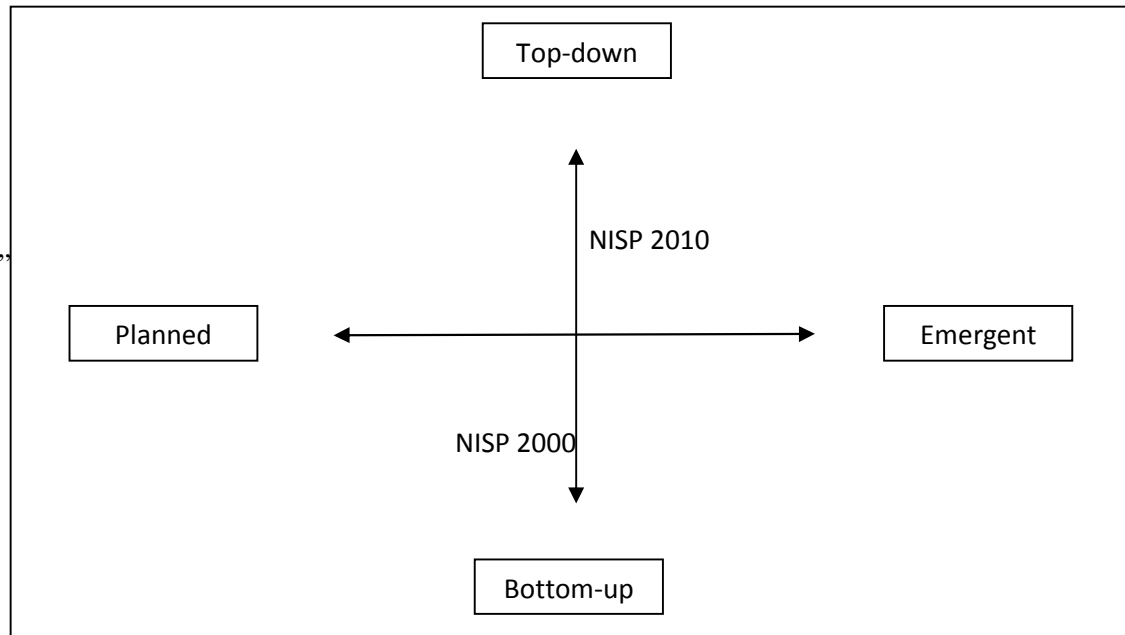 Top-down
NISP 2010
”
Planned
Emergent
NISP 2000
Bottom-up